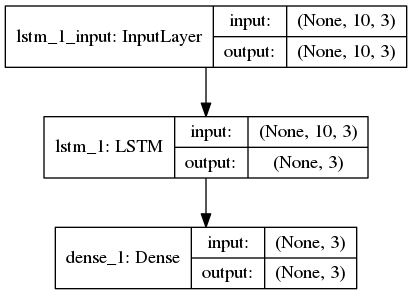 lstm_1_input: InputLayer
input: (None, 10, 3)
output: (None, 10, 3)
lstm_1: LSTM
input: (None, 10, 3)
output: (None, 3)
dense_1: Dense
input: (None, 3)
output: (None, 3)